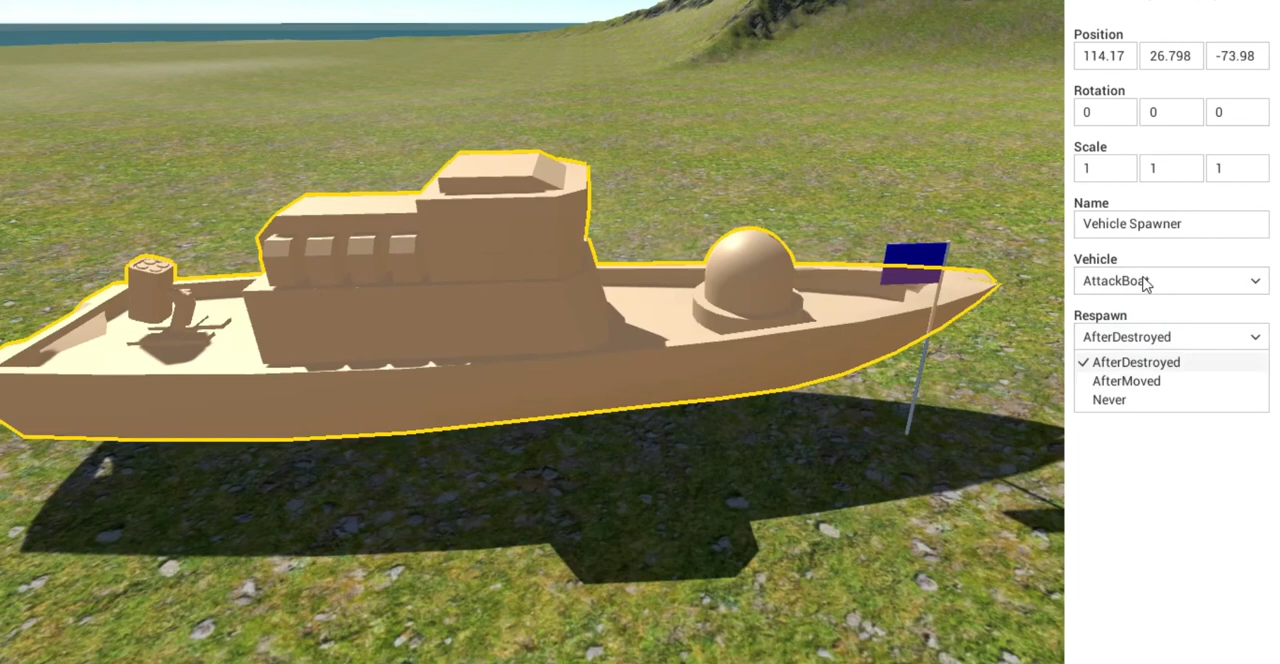 Position
114.17 26.798 -73.98
Rotation
0 0 0
Scale
1 1 1
Name
Vehicle Spawner
Vehicle
AttackBoat
Respawn
AfterDestroyed
AfterDestroyed
AfterMoved
Never